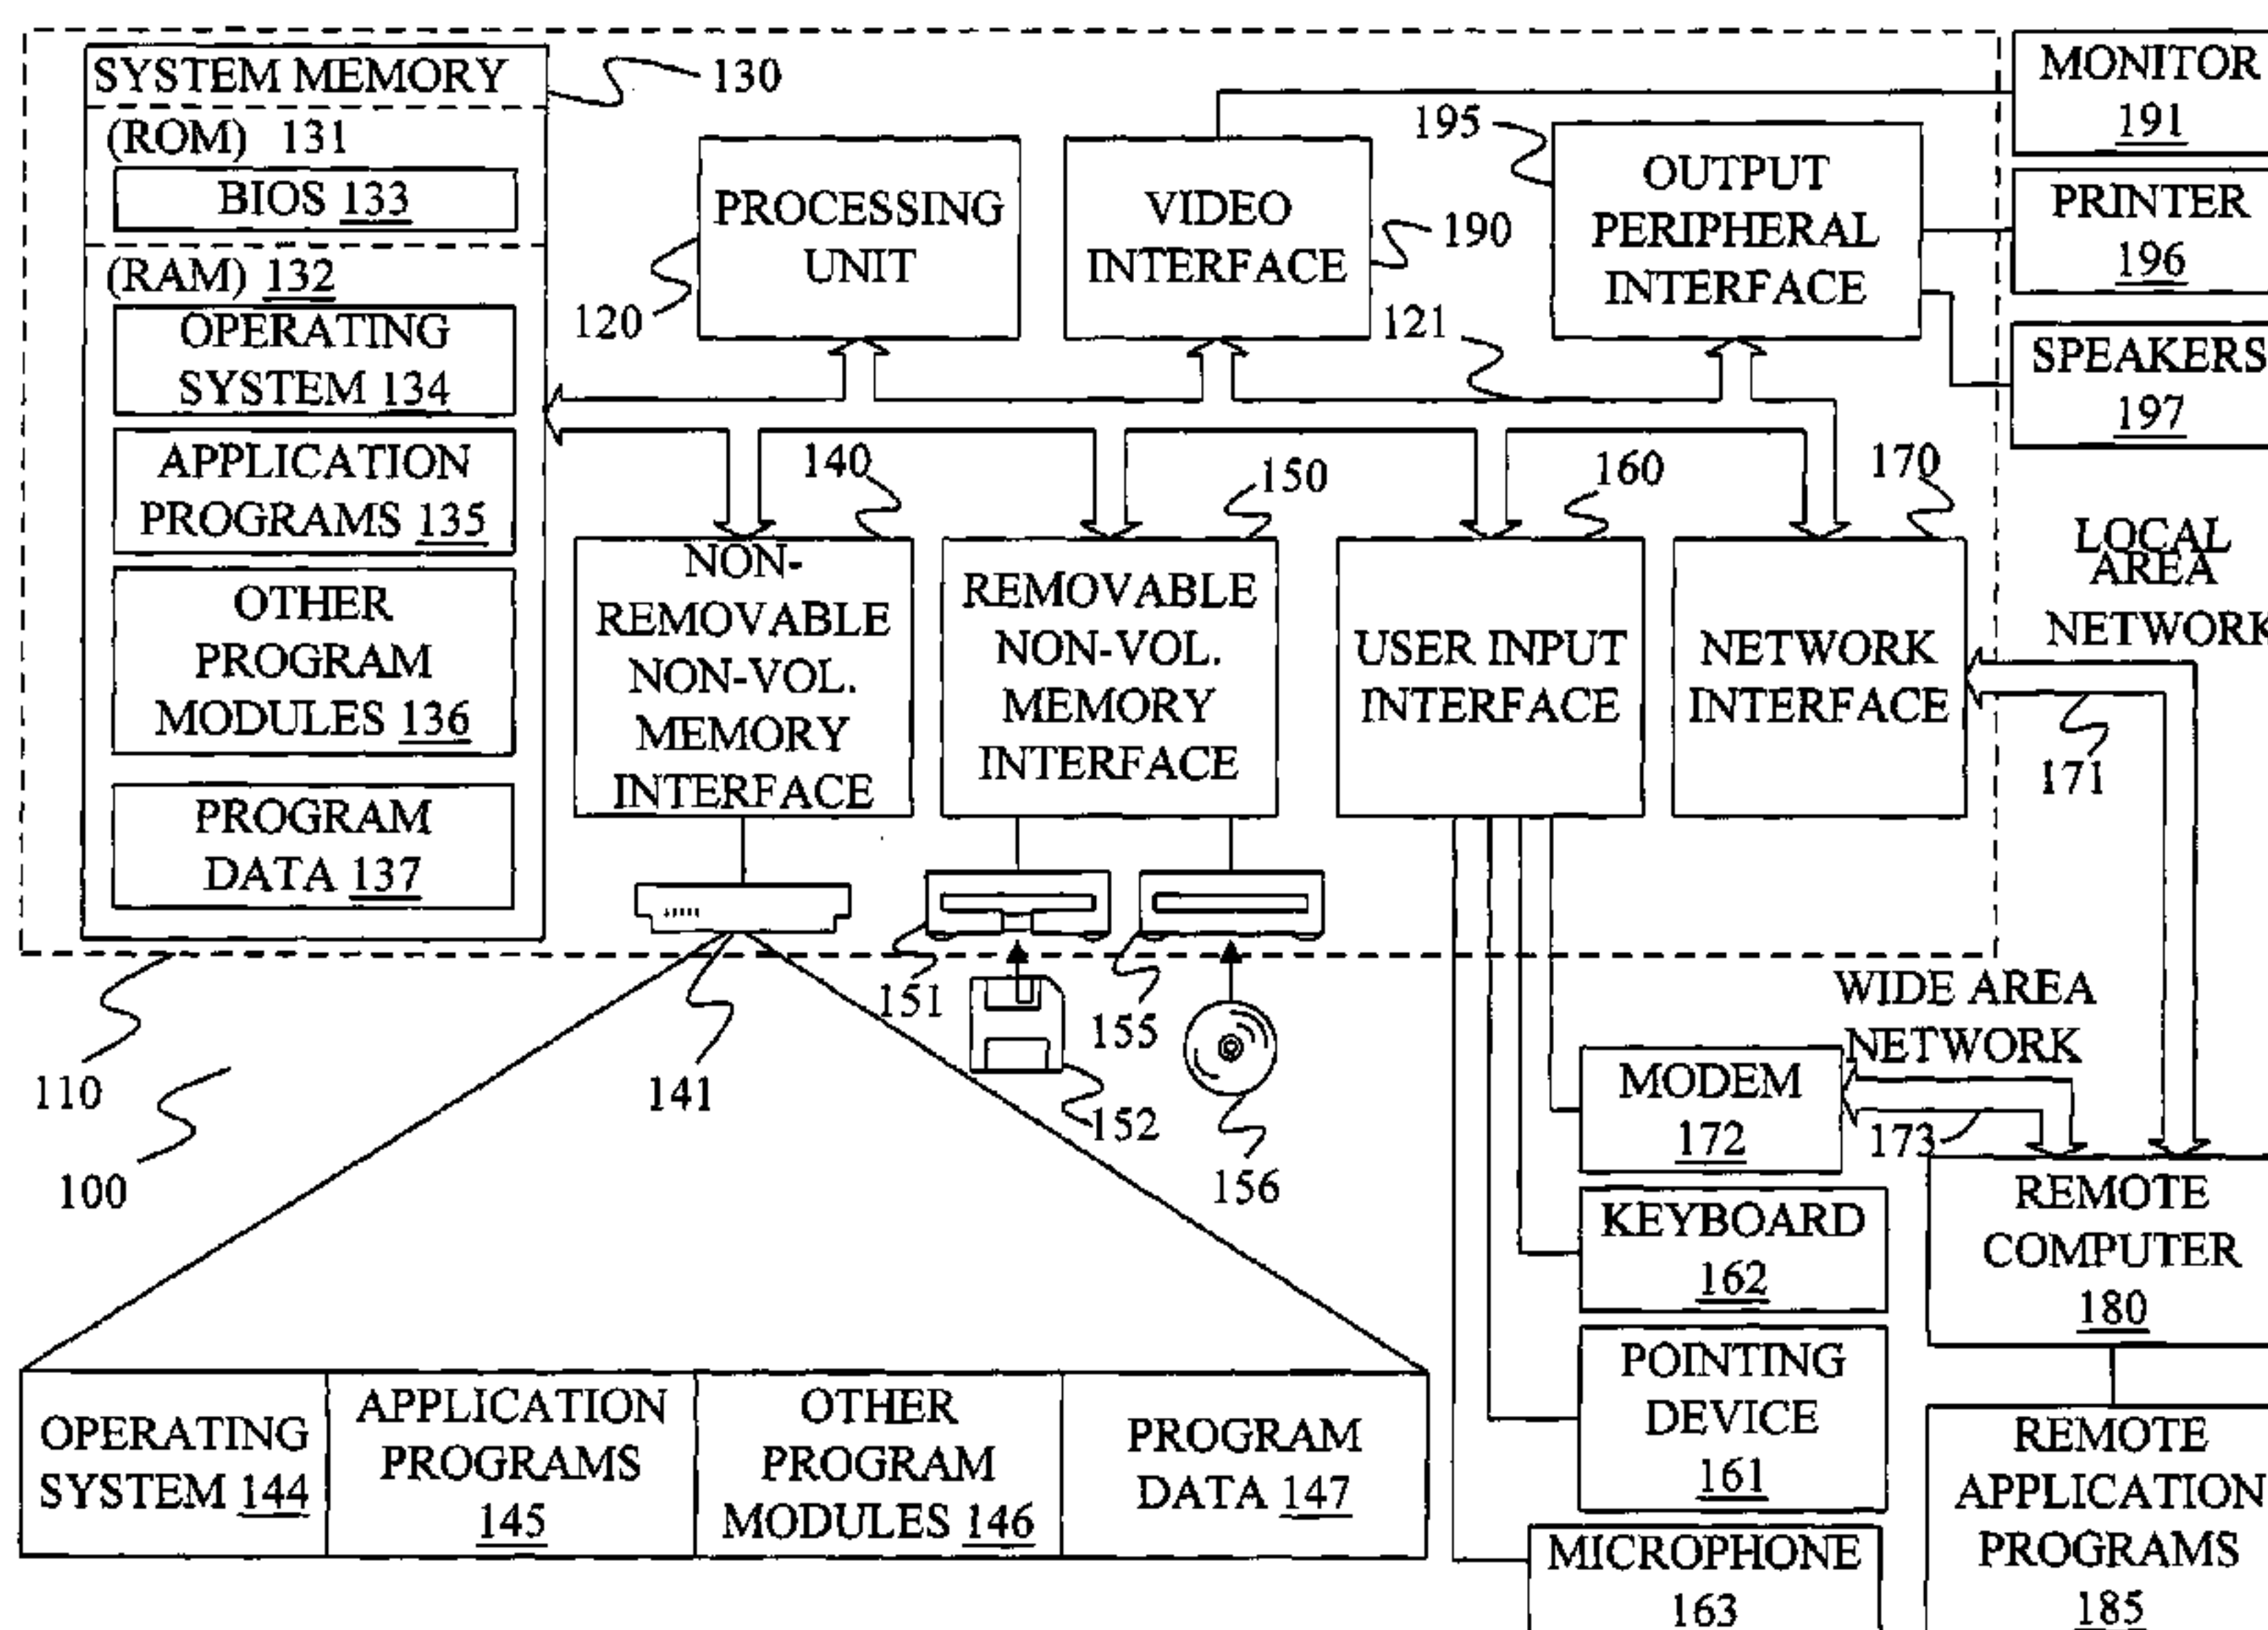 SYSTEM MEMORY
130
(ROM) 131
BIOS 133
(RAM) 132
OPERATING
SYSTEM 134
APPLICATION
PROGRAMS 135
OTHER
PROGRAM
MODULES 136
PROGRAM
DATA 137
PROCESSING
UNIT
120
VIDEO
INTERFACE
190
195
OUTPUT
PERIPHERAL
INTERFACE
121
MONITOR
191
PRINTER
196
SPEAKERS
197
140
NON-
REMOVABLE
NON-VOL.
MEMORY
INTERFACE
150
REMOVABLE
NON-VOL.
MEMORY
INTERFACE
160
USER INPUT
INTERFACE
170
NETWORK
INTERFACE
LOCAL
AREA
NETWORK
171
110
100
141
151
152
155
156
WIDE AREA
NETWORK
MODEM
172
173
KEYBOARD
162
POINTING
DEVICE
161
MICROPHONE
163
REMOTE
COMPUTER
180
REMOTE
APPLICATION
PROGRAMS
185
OPERATING
SYSTEM 144
APPLICATION
PROGRAMS
145
OTHER
PROGRAM
MODULES 146
PROGRAM
DATA 147